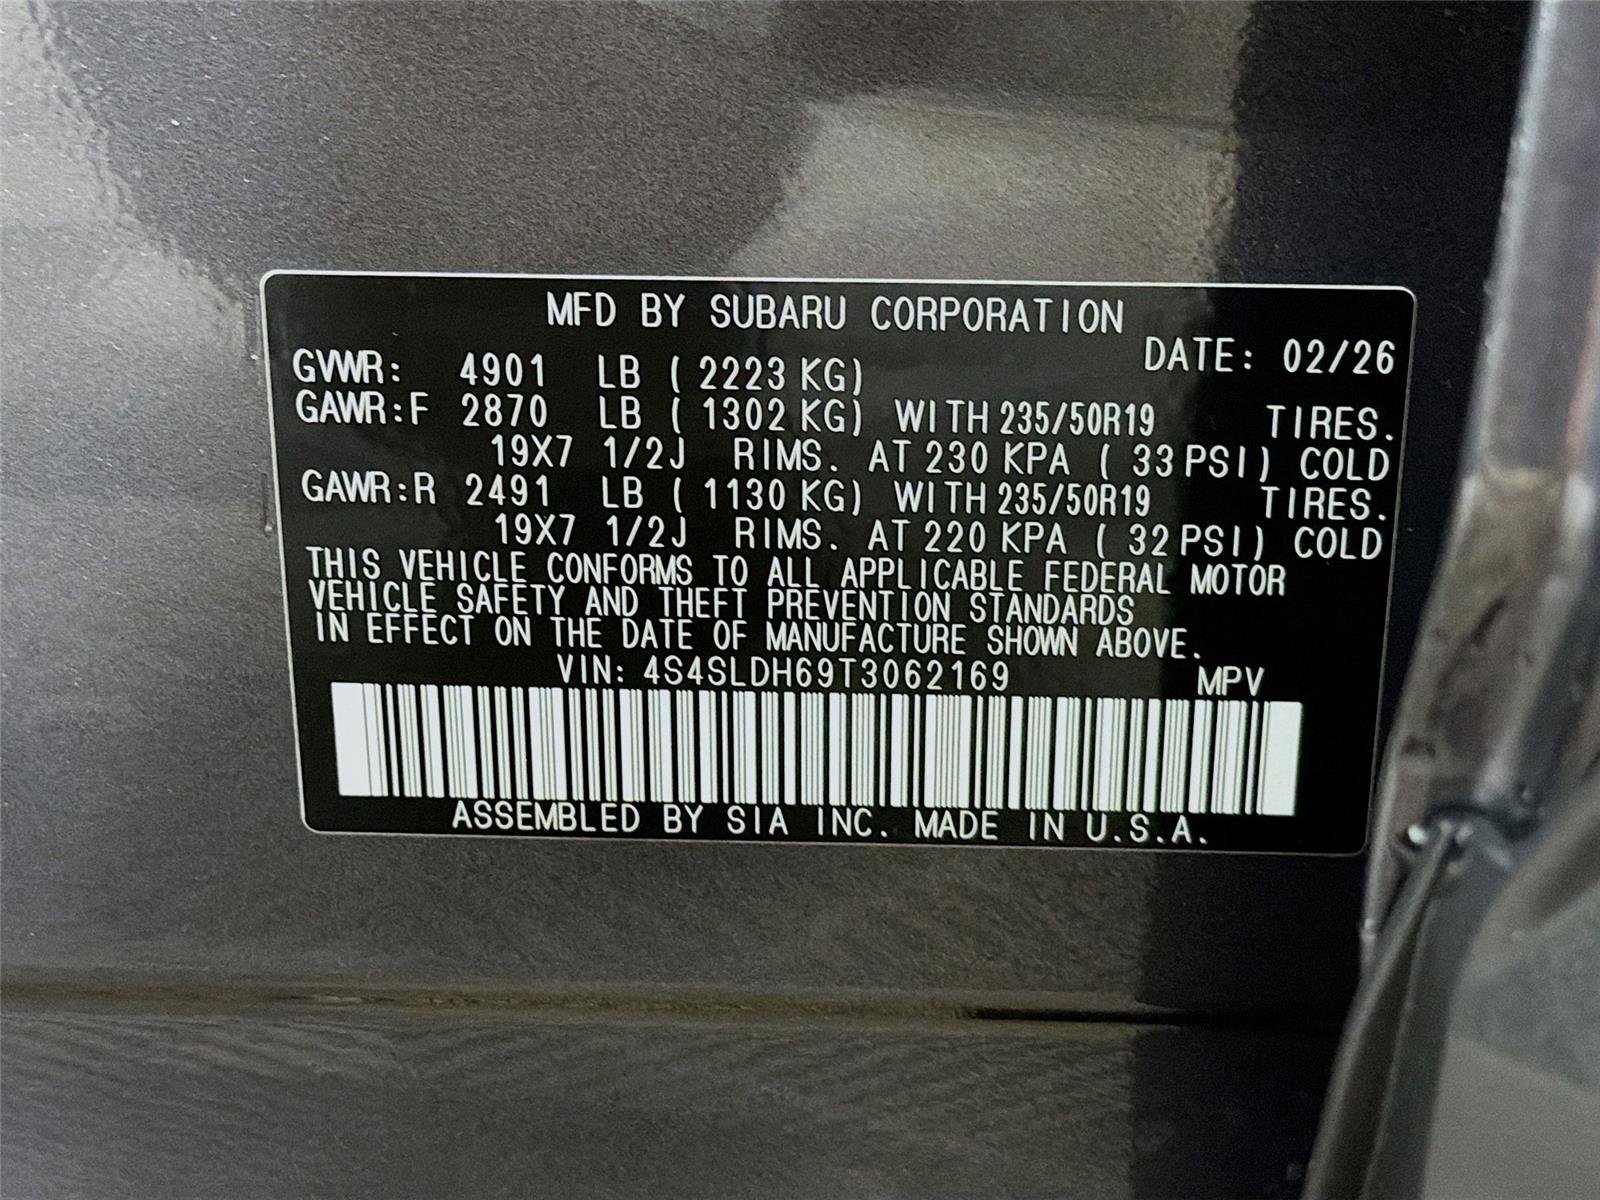 MFD BY SUBARU CORPORATION
DATE: 02/26
GVWR: 4901 LB ( 2223 KG)
GAWR:F 2870 LB ( 1302 KG) WITH 235/50R19 TIRES.
19X7 1/2J RIMS. AT 230 KPA ( 33 PSI) COLD
GAWR:R 2491 LB ( 1130 KG) WITH 235/50R19 TIRES.
19X7 1/2J RIMS. AT 220 KPA ( 32 PSI) COLD
THIS VEHICLE CONFORMS TO ALL APPLICABLE FEDERAL MOTOR
VEHICLE SAFETY AND THEFT PREVENTION STANDARDS
IN EFFECT ON THE DATE OF MANUFACTURE SHOWN ABOVE.
VIN: 4S4SLDH69T3062169 MPV
ASSEMBLED BY SIA INC. MADE IN U.S.A.